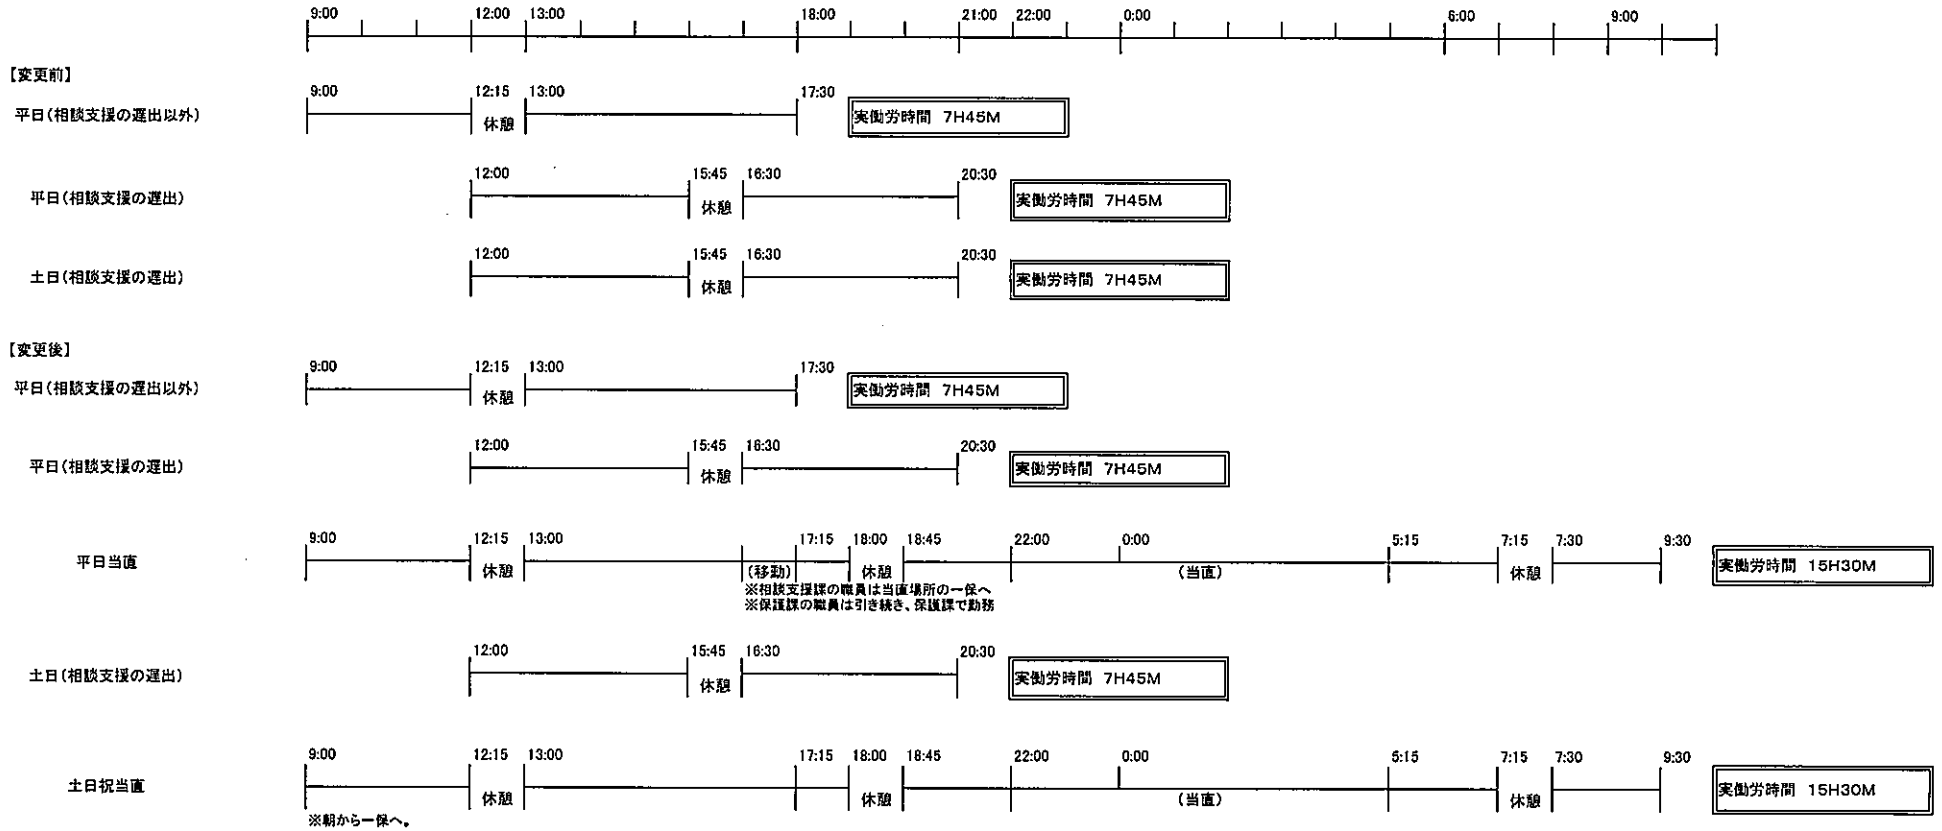 9:00 12:00 13:00 18:00 21:00 22:00 0:00 6:00 9:00
【変更前】
9:00 12:15 13:00 17:30
平日(相談支援の遅出以外) 休憩 実働労時間 7H45M
12:00 15:45 16:30 20:30
平日(相談支援の遅出) 休憩 実働労時間 7H45M
12:00 15:45 16:30 20:30
土日(相談支援の遅出) 休憩 実働労時間 7H45M
【変更後】
9:00 12:15 13:00 17:30
平日(相談支援の遅出以外) 休憩 実働労時間 7H45M
12:00 15:45 16:30 20:30
平日(相談支援の遅出) 休憩 実働労時間 7H45M
9:00 12:15 13:00 17:15 18:00 18:45 22:00 0:00 5:15 7:15 7:30 9:30
平日当直 休憩 (移動) 休憩 (当直) 休憩 実働労時間 15H30M
※相談支援課の職員は当直場所の一保へ
※保護課の職員は引き続き、保護課で勤務
12:00 15:45 16:30 20:30
土日(相談支援の遅出) 休憩 実働労時間 7H45M
9:00 12:15 13:00 17:15 18:00 18:45 22:00 0:00 5:15 7:15 7:30 9:30
土日祝当直 休憩 休憩 (当直) 休憩 実働労時間 15H30M
※朝から一保へ。